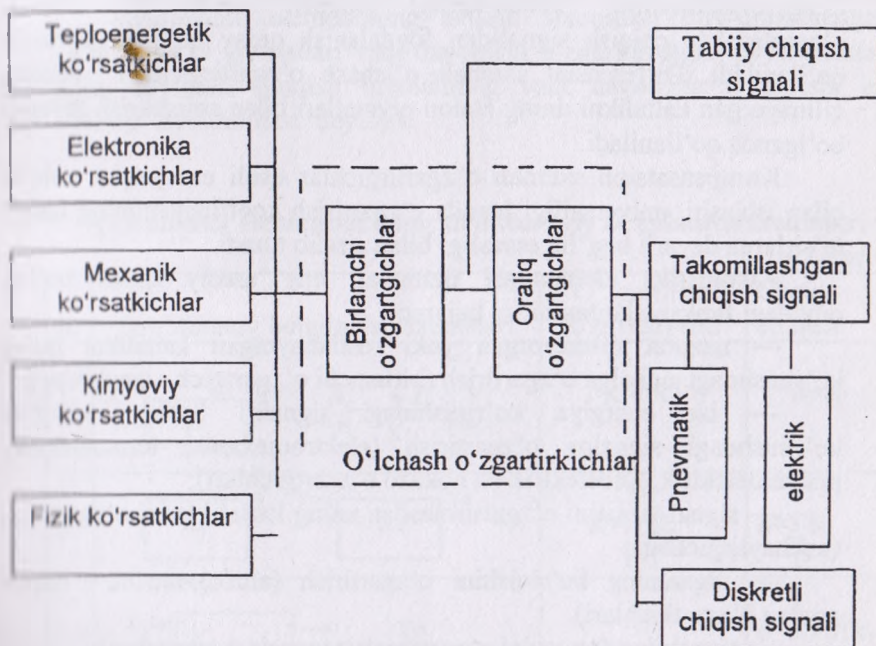 Teploenergetik
ko‘rsatkichlar
Elektronika
ko‘rsatkichlar
Mexanik
ko‘rsatkichlar
Kimyoviy
ko‘rsatkichlar
Fizik ko‘rsatkichlar
Birlamchi
o‘zgartgichlar
Oraliq
o‘zgartgichlar
O‘lchash o‘zgartirkichlar
Tabiiy chiqish
signali
Takomillashgan
chiqish signali
Pnevmatik
elektrik
Diskretli
chiqish signali